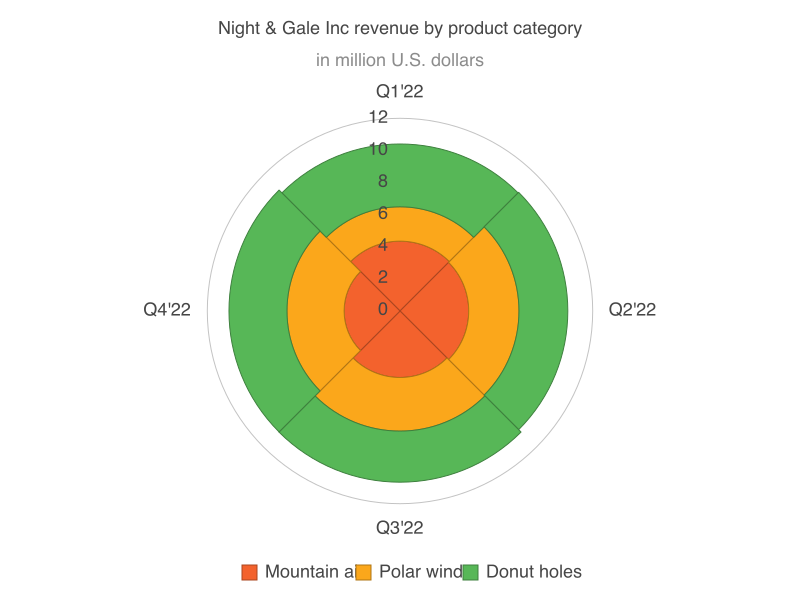 Night & Gale Inc revenue by product category
in million U.S. dollars
Q1'22
12
10
8
6
4
2
0
Q4'22
Q2'22
Q3'22
Mountain a Polar wind Donut holes